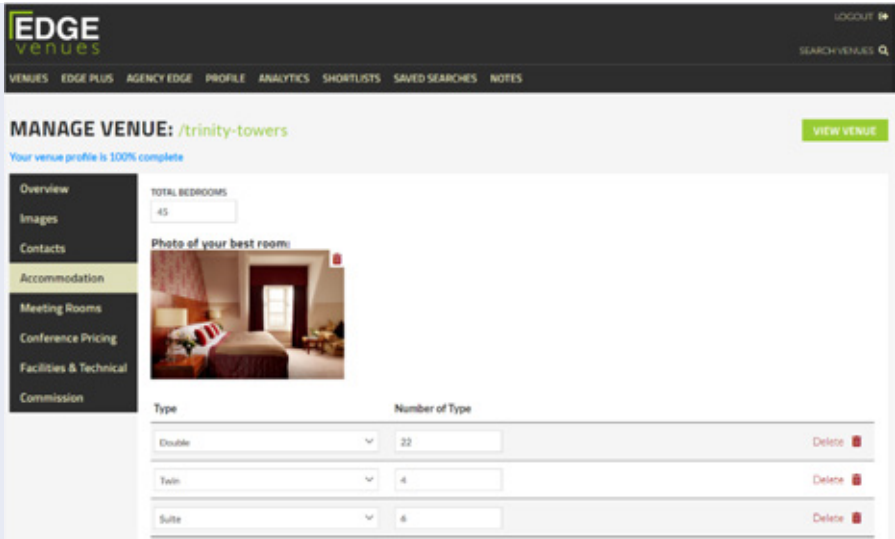 EDGE
venues
LOGOUT
SEARCH VENUES
VENUES EDGE PLUS AGENCY EDGE PROFILE ANALYTICS SHORTLISTS SAVED SEARCHES NOTES
MANAGE VENUE: /trinity-towers
VIEW VENUE
Your venue profile is 100% complete
Overview
Images
Contacts
Accommodation
Meeting Rooms
Conference Pricing
Facilities & Technical
Commission
TOTAL BEDROOMS
45
Photo of your best room:
Type Number of Type
Double 22 Delete
Twin 4 Delete
Suite 6 Delete